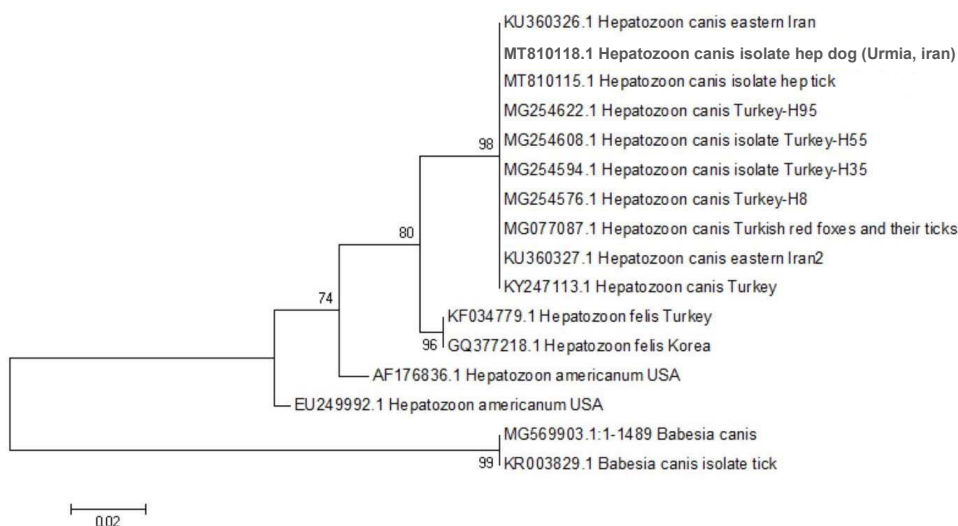 KU360326.1 Hepatozoon canis eastern Iran
MT810118.1 Hepatozoon canis isolate hep dog (Urmia, iran)
MT810115.1 Hepatozoon canis isolate hep tick
MG254622.1 Hepatozoon canis Turkey-H95
98
MG254608.1 Hepatozoon canis isolate Turkey-H55
MG254594.1 Hepatozoon canis isolate Turkey-H35
MG254576.1 Hepatozoon canis Turkey-H8
80
MG077087.1 Hepatozoon canis Turkish red foxes and their ticks
KU360327.1 Hepatozoon canis eastern Iran2
KY247113.1 Hepatozoon canis Turkey
74
KF034779.1 Hepatozoon felis Turkey
96
GQ377218.1 Hepatozoon felis Korea
AF176836.1 Hepatozoon americanum USA
EU249992.1 Hepatozoon americanum USA
MG569903.1:1-1489 Babesia canis
99
KR003829.1 Babesia canis isolate tick
0.02